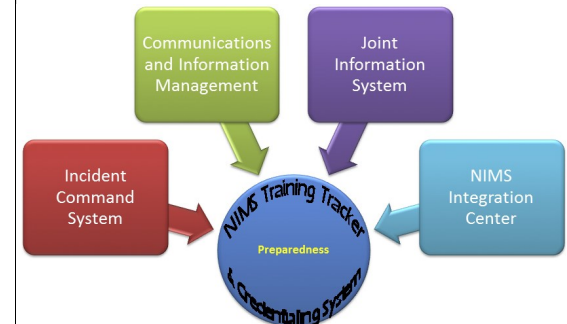 Communications
and Information
Management
Joint
Information
System
Incident
Command
System
NIMS
Integration
Center
NIMS Training Tracker
Preparedness
& Credentialing System